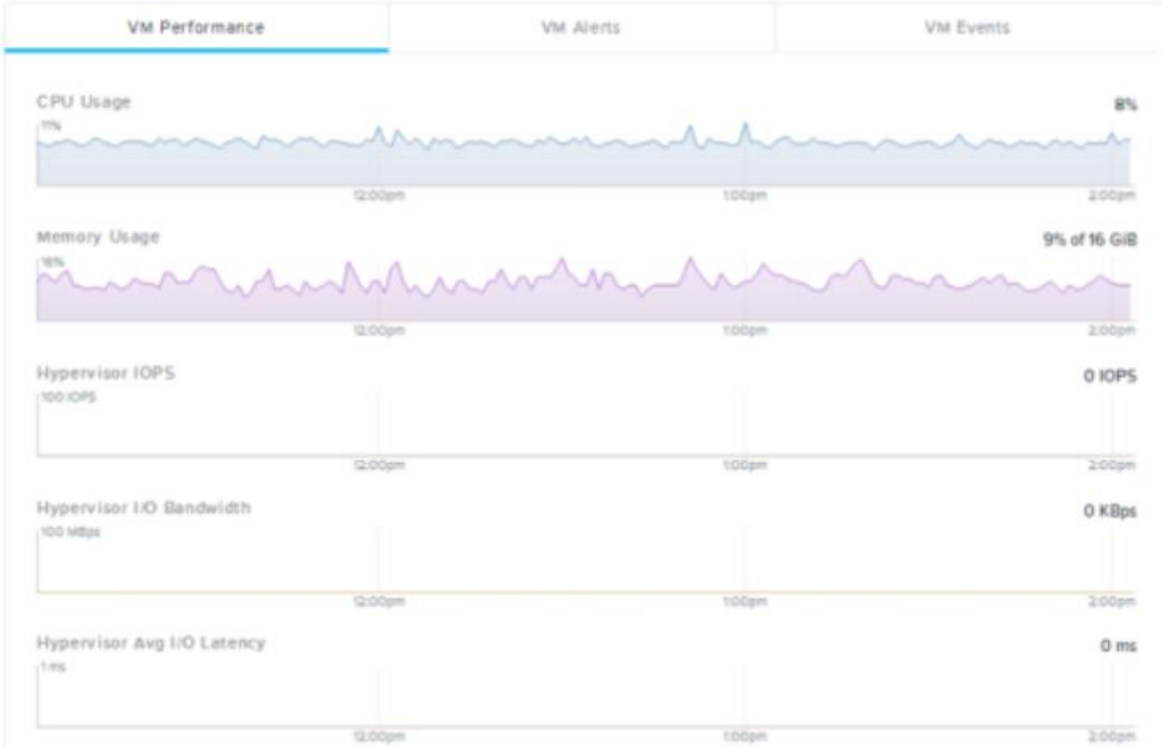 VM Performance VM Alerts VM Events
CPU Usage 8%
11%
12:00pm 1:00pm 2:00pm
Memory Usage 9% of 16 GiB
16%
12:00pm 1:00pm 2:00pm
Hypervisor IOPS 0 IOPS
100 IOPS
12:00pm 1:00pm 2:00pm
Hypervisor I/O Bandwidth 0 KBps
100 MBps
12:00pm 1:00pm 2:00pm
Hypervisor Avg I/O Latency 0 ms
1 ms
12:00pm 1:00pm 2:00pm